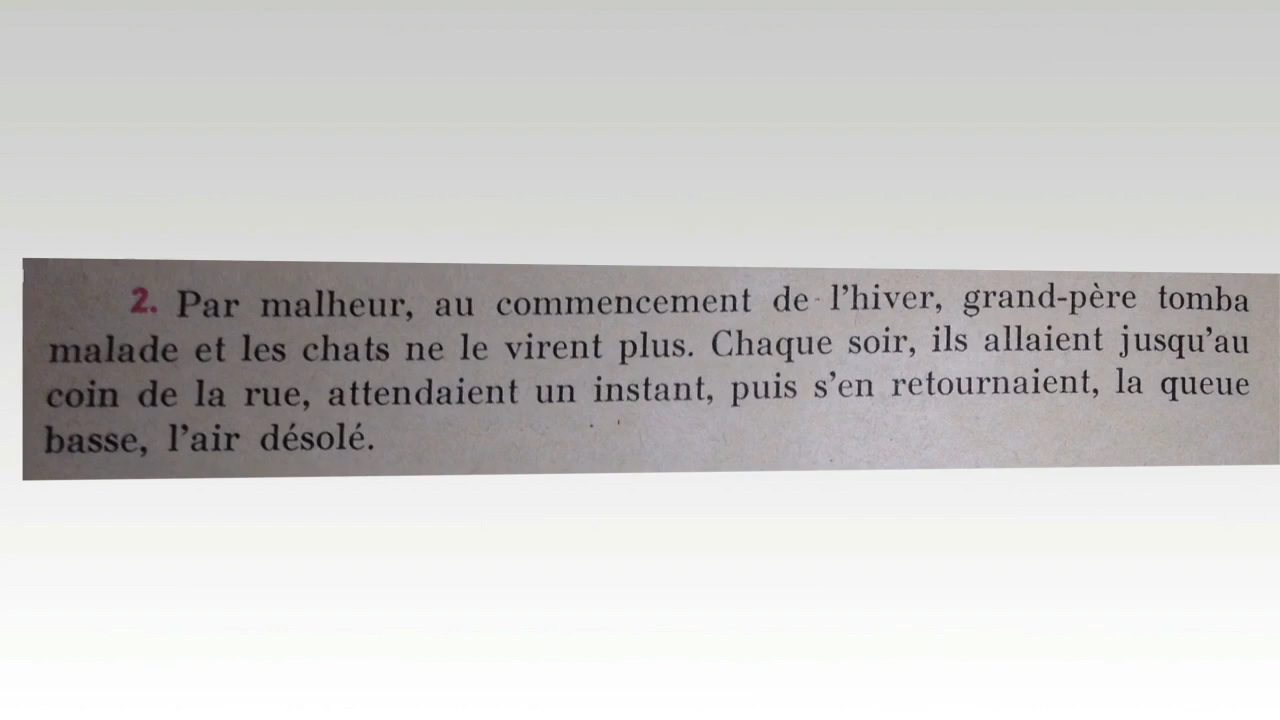 2. Par malheur, au commencement de l'hiver, grand-père tomba
malade et les chats ne le virent plus. Chaque soir, ils allaient jusqu'au
coin de la rue, attendaient un instant, puis s'en retournaient, la queue
basse, l'air désolé.